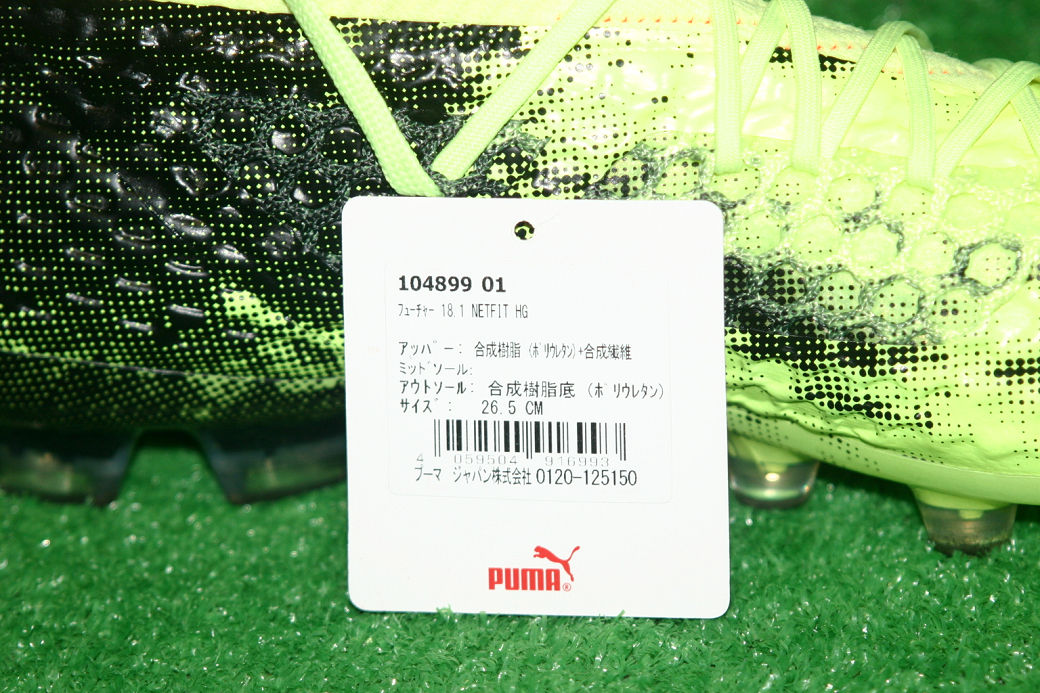 104899 01
フューチャー 18.1 NETFIT HG
アッパー: 合成樹脂 (ポリウレタン)+合成繊維
ミッドソール:
アウトソール: 合成樹脂底 (ポリウレタン)
サイズ: 26.5 CM
4 059504 916993
プーマ ジャパン株式会社 0120-125150
PUMA®